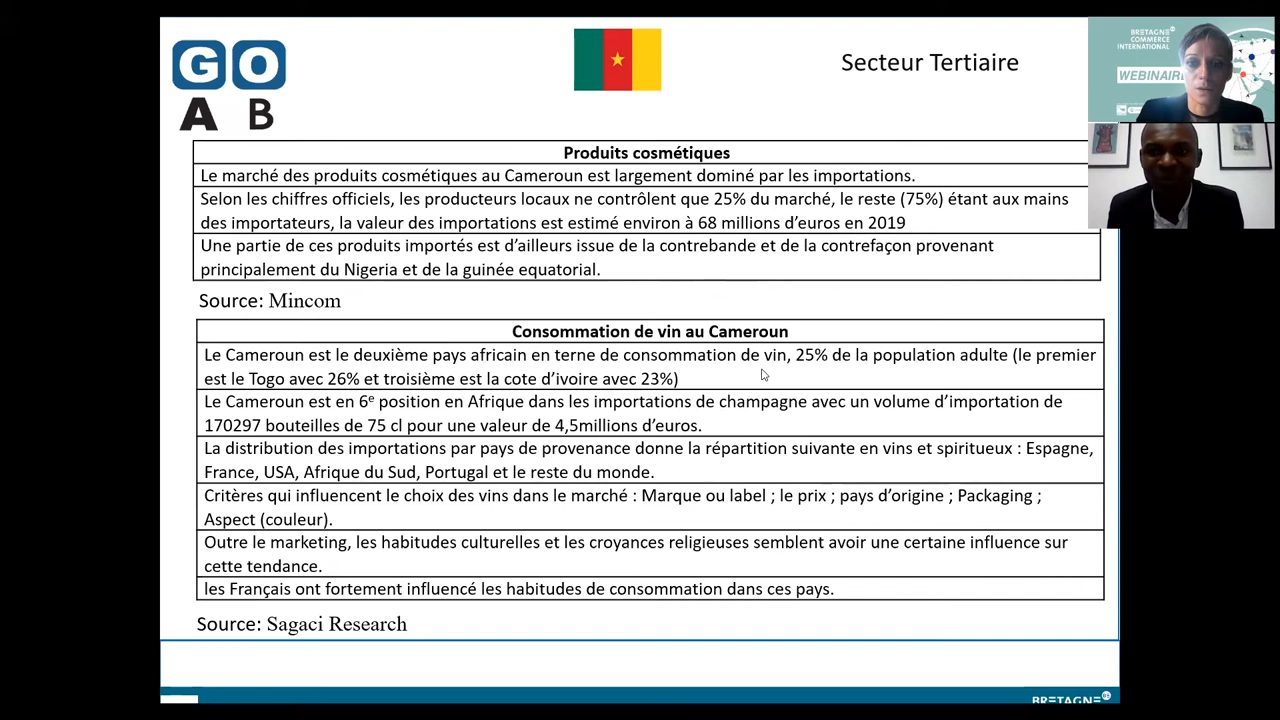 GO
A B
Secteur Tertiaire
BRETAGNE
COMMERCE
INTERNATIONAL
WEBINAIRE
Produits cosmétiques
Le marché des produits cosmétiques au Cameroun est largement dominé par les importations.
Selon les chiffres officiels, les producteurs locaux ne contrôlent que 25% du marché, le reste (75%) étant aux mains
des importateurs, la valeur des importations est estimé environ à 68 millions d’euros en 2019
Une partie de ces produits importés est d’ailleurs issue de la contrebande et de la contrefaçon provenant
principalement du Nigeria et de la guinée equatorial.
Source: Mincom
Consommation de vin au Cameroun
Le Cameroun est le deuxième pays africain en terne de consommation de vin, 25% de la population adulte (le premier
est le Togo avec 26% et troisième est la cote d’ivoire avec 23%)
Le Cameroun est en 6e position en Afrique dans les importations de champagne avec un volume d’importation de
170297 bouteilles de 75 cl pour une valeur de 4,5millions d’euros.
La distribution des importations par pays de provenance donne la répartition suivante en vins et spiritueux : Espagne,
France, USA, Afrique du Sud, Portugal et le reste du monde.
Critères qui influencent le choix des vins dans le marché : Marque ou label ; le prix ; pays d’origine ; Packaging ;
Aspect (couleur).
Outre le marketing, les habitudes culturelles et les croyances religieuses semblent avoir une certaine influence sur
cette tendance.
les Français ont fortement influencé les habitudes de consommation dans ces pays.
Source: Sagaci Research
BRETAGNE